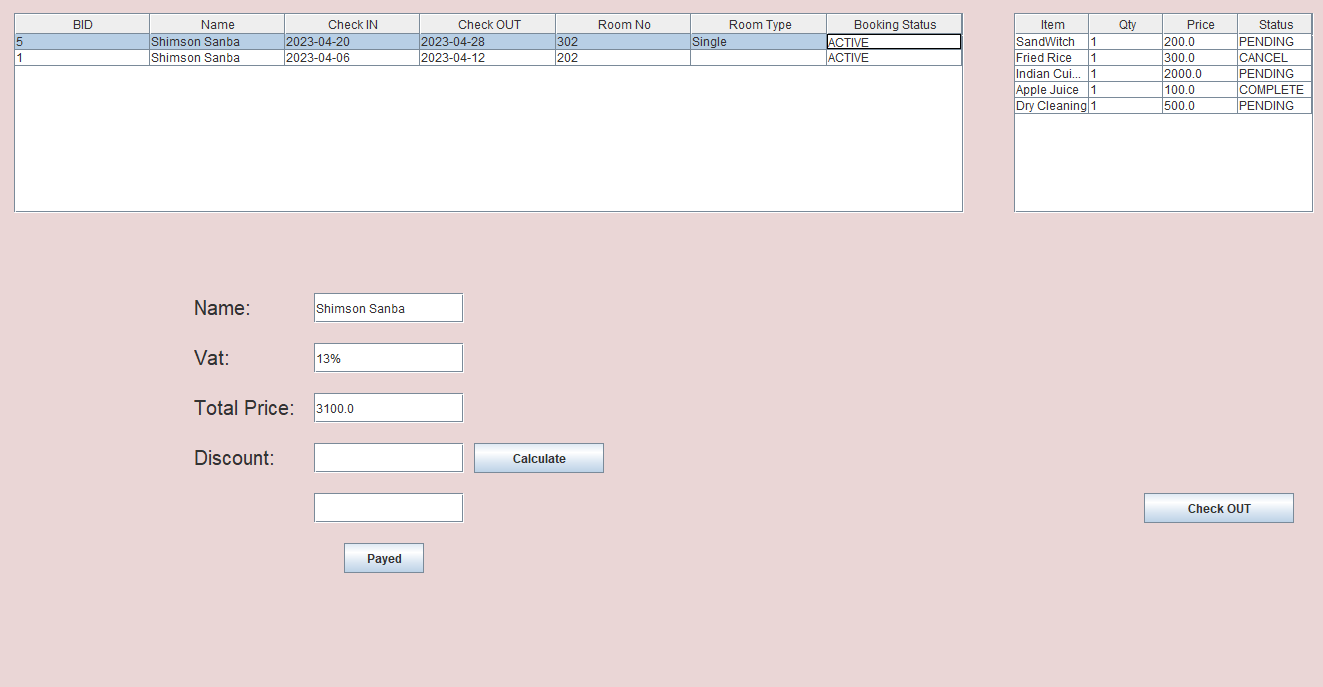 BID Name Check IN Check OUT Room No Room Type Booking Status
5 Shimson Sanba 2023-04-20 2023-04-28 302 Single ACTIVE
1 Shimson Sanba 2023-04-06 2023-04-12 202 ACTIVE
Item Qty Price Status
SandWitch 1 200.0 PENDING
Fried Rice 1 300.0 CANCEL
Indian Cui... 1 2000.0 PENDING
Apple Juice 1 100.0 COMPLETE
Dry Cleaning 1 500.0 PENDING
Name: Shimson Sanba
Vat: 13%
Total Price: 3100.0
Discount: Calculate
Check OUT
Payed